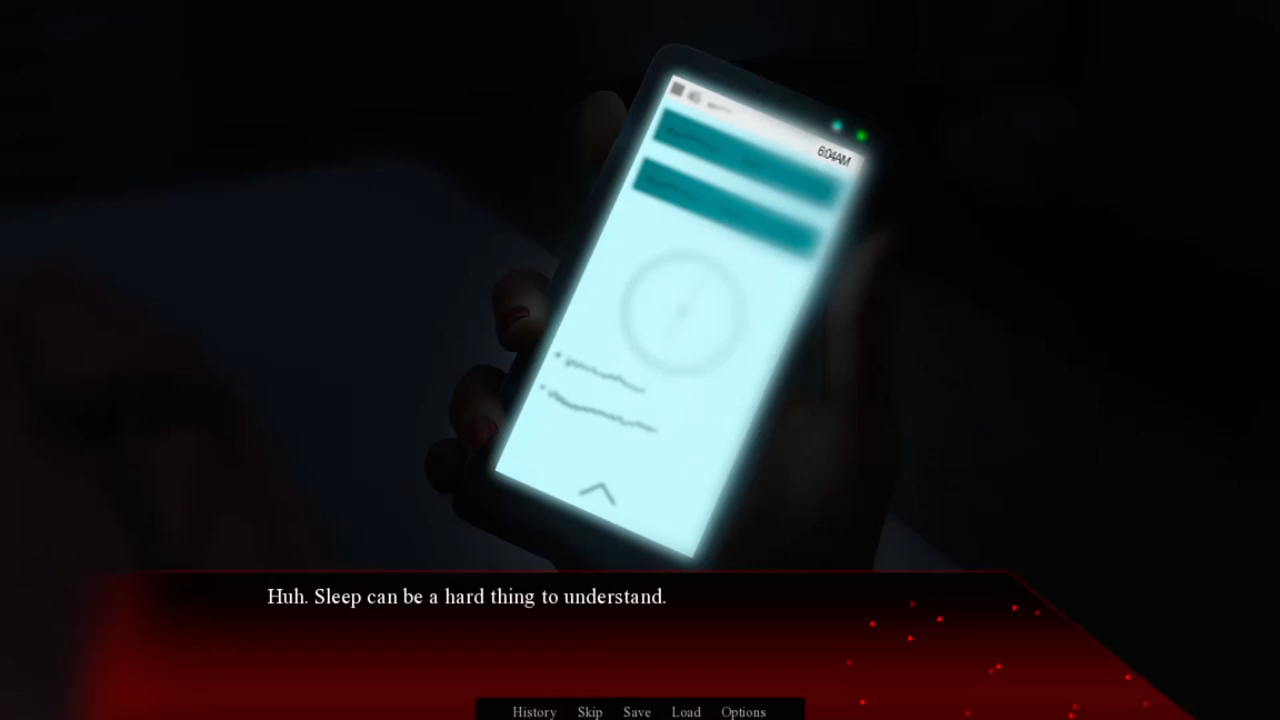 6:04AM
Huh. Sleep can be a hard thing to understand.
History Skip Save Load Options